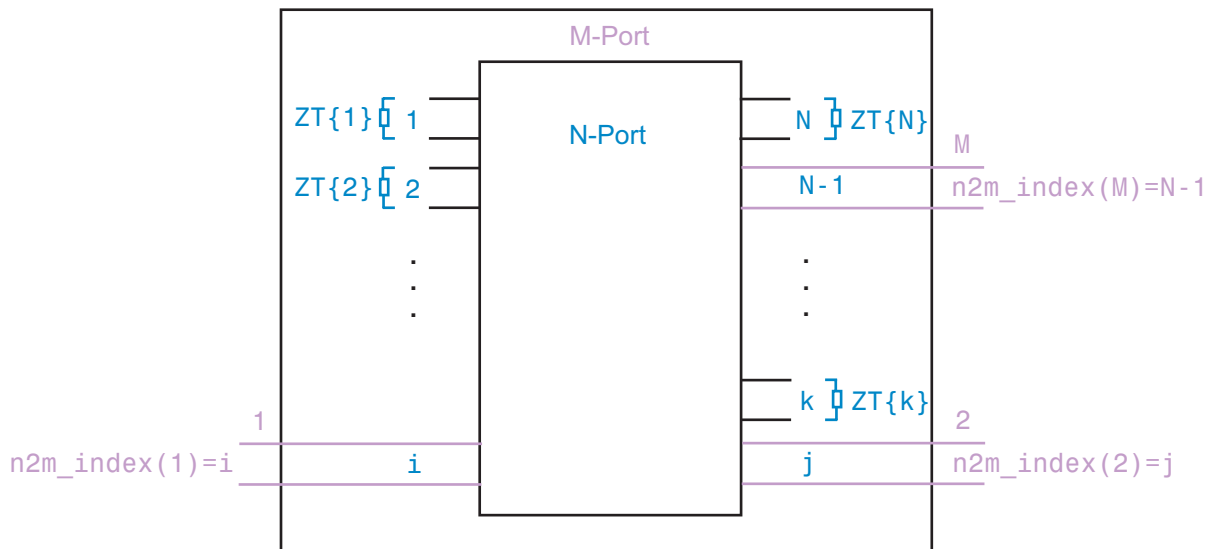 M-Port
ZT{1} 1
N ZT{N}
N-Port
M
ZT{2} 2
N-1
n2m_index(M)=N-1
.
.
.
.
.
.
k ZT{k}
1
2
n2m_index(1)=i
i
j
n2m_index(2)=j